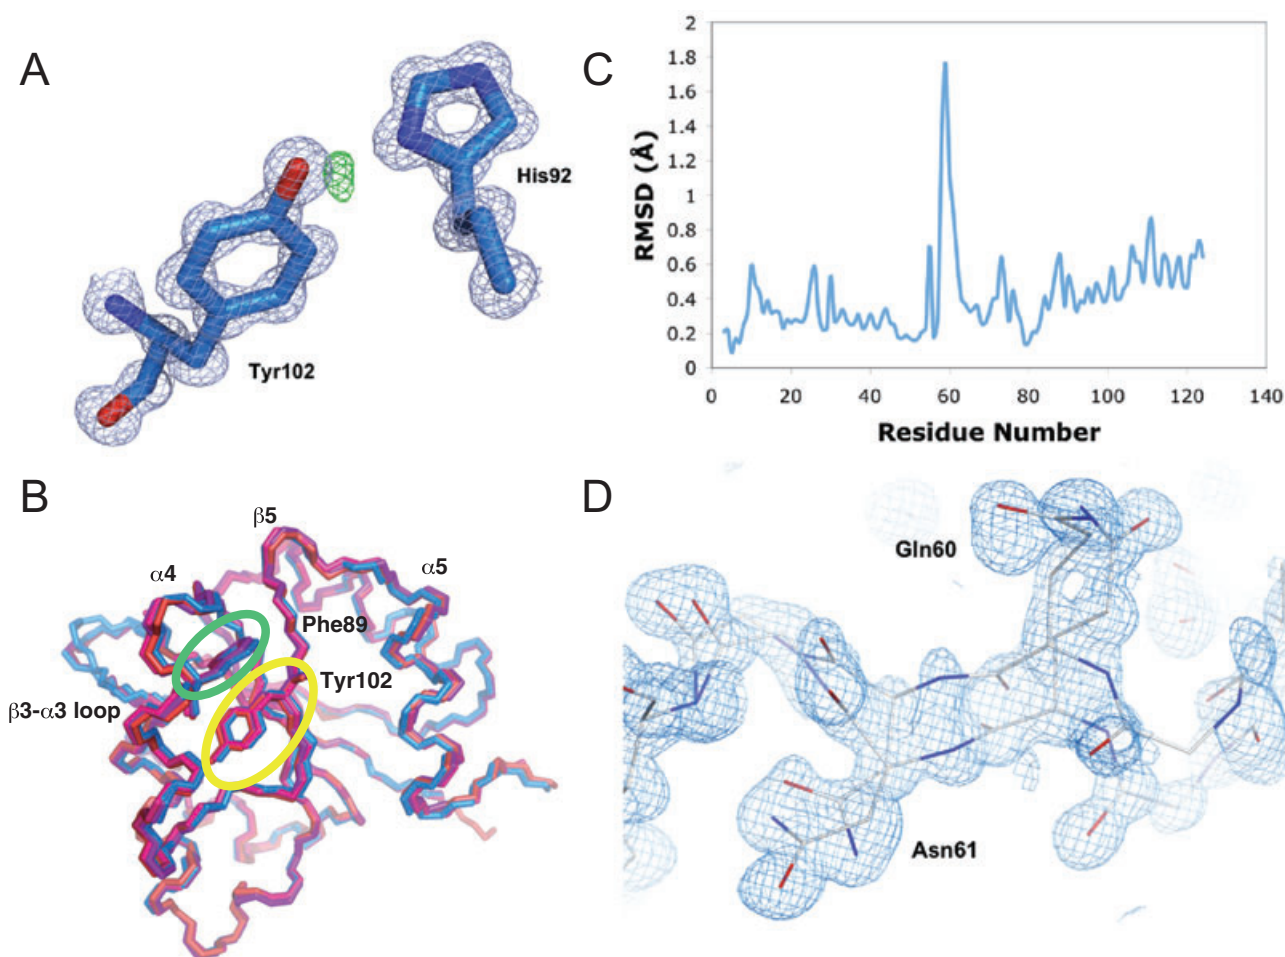 A
His92
Tyr102
C
2
1.8
1.6
1.4
1.2
1
0.8
0.6
0.4
0.2
0
RMSD (Å)
0 20 40 60 80 100 120 140
Residue Number
B
β5
α4
α5
Phe89
Tyr102
β3-α3 loop
D
Gln60
Asn61